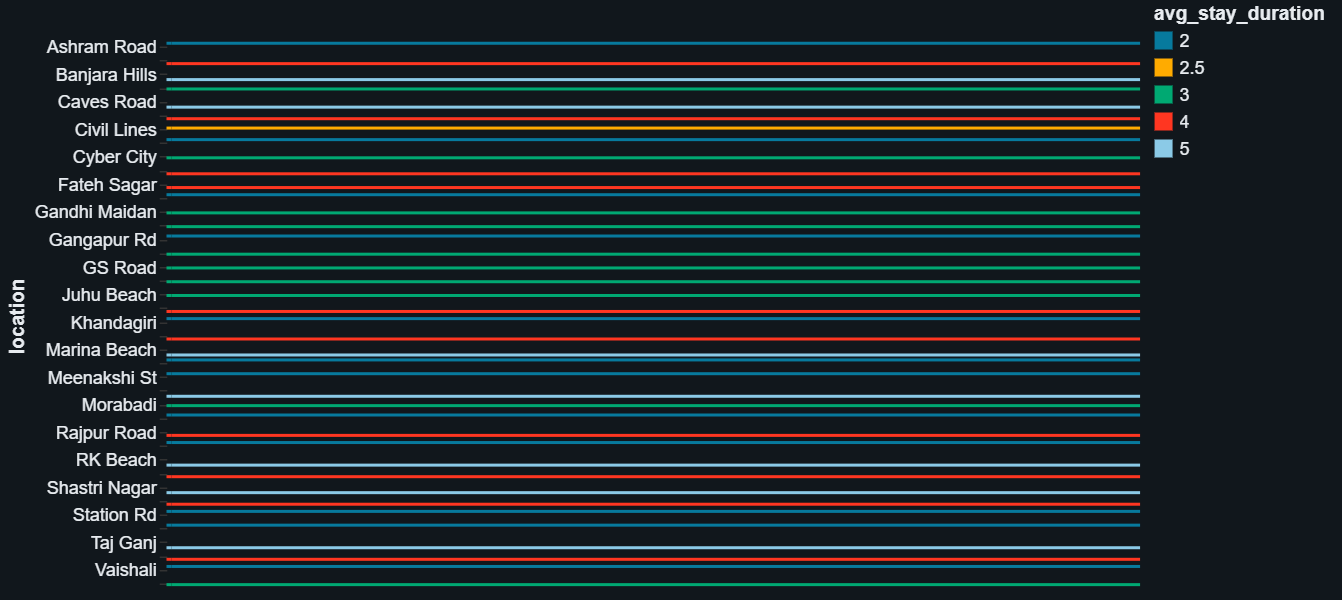 avg_stay_duration
2
2.5
3
4
5
location
Ashram Road
Banjara Hills
Caves Road
Civil Lines
Cyber City
Fateh Sagar
Gandhi Maidan
Gangapur Rd
GS Road
Juhu Beach
Khandagiri
Marina Beach
Meenakshi St
Morabadi
Rajpur Road
RK Beach
Shastri Nagar
Station Rd
Taj Ganj
Vaishali